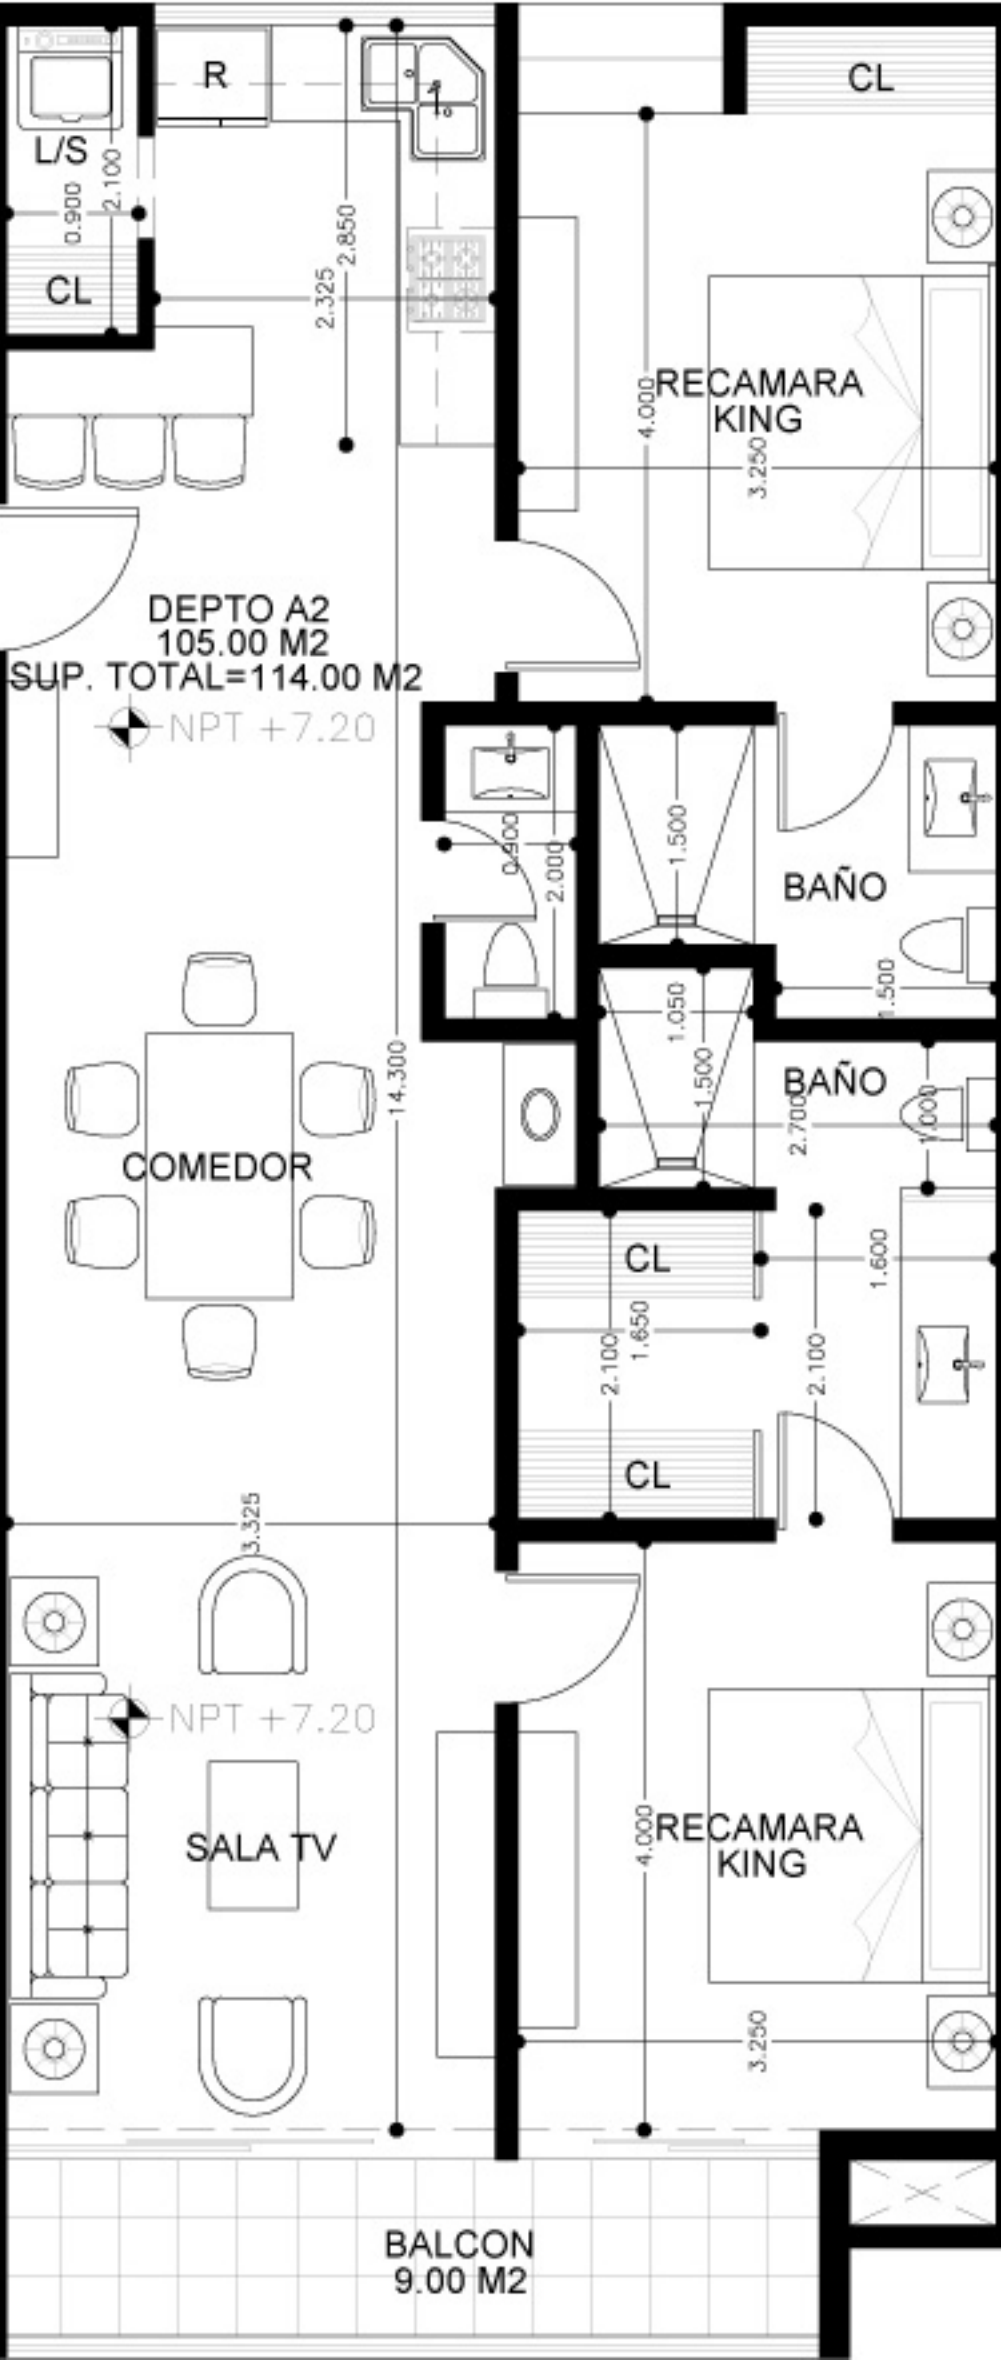 R
CL
L/S
2.100
0.900
2.850
CL
2.325
RECAMARA
KING
4.000
3.250
DEPTO A2
105.00 M2
SUP. TOTAL=114.00 M2
NPT +7.20
0.900
2.000
1.500
BAÑO
1.500
1.050
1.500
BAÑO
2.700
1.000
14.300
COMEDOR
CL
1.600
1.650
2.100
2.100
CL
3.325
NPT +7.20
SALA TV
RECAMARA
KING
4.000
3.250
BALCON
9.00 M2